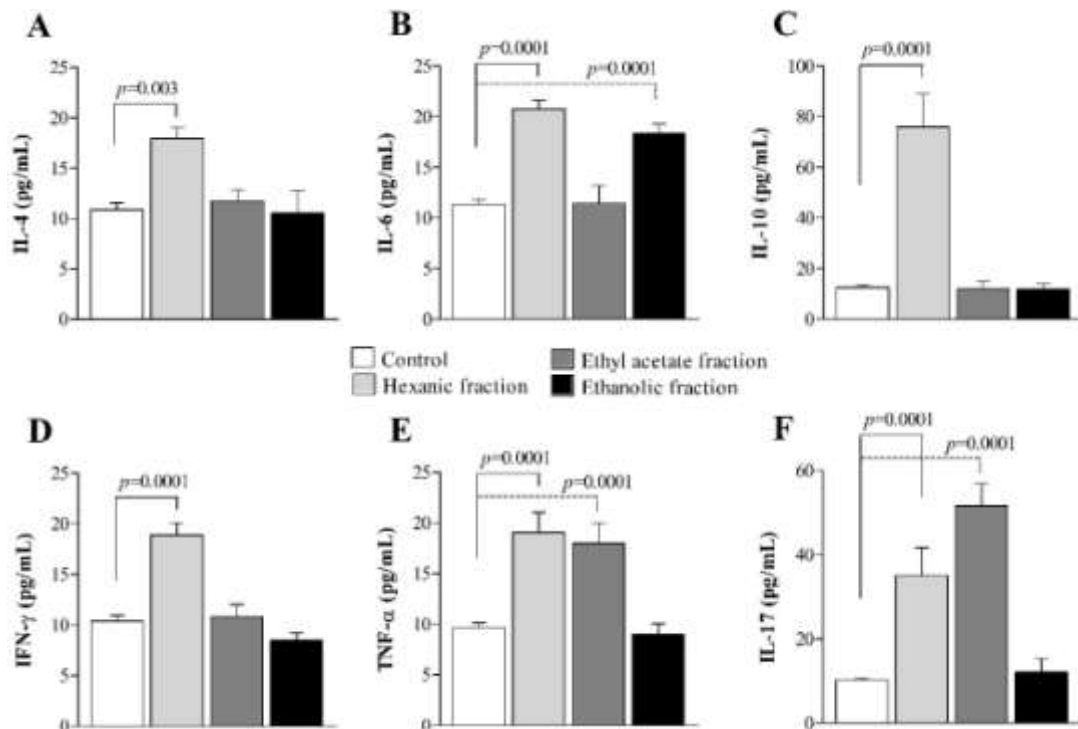 A
B
C
p=0.003
p=0.0001
p=0.0001
p=0.0001
25
20
15
10
5
0
IL-4 (pg/mL)
25
20
15
10
5
0
IL-6 (pg/mL)
100
80
60
40
20
0
IL-10 (pg/mL)
Control
Ethyl acetate fraction
Hexanic fraction
Ethanolic fraction
D
E
F
p=0.0001
p=0.0001
p=0.0001
p=0.0001
p=0.0001
25
20
15
10
5
0
IFN-γ (pg/mL)
25
20
15
10
5
0
TNF-α (pg/mL)
60
40
20
0
IL-17 (pg/mL)